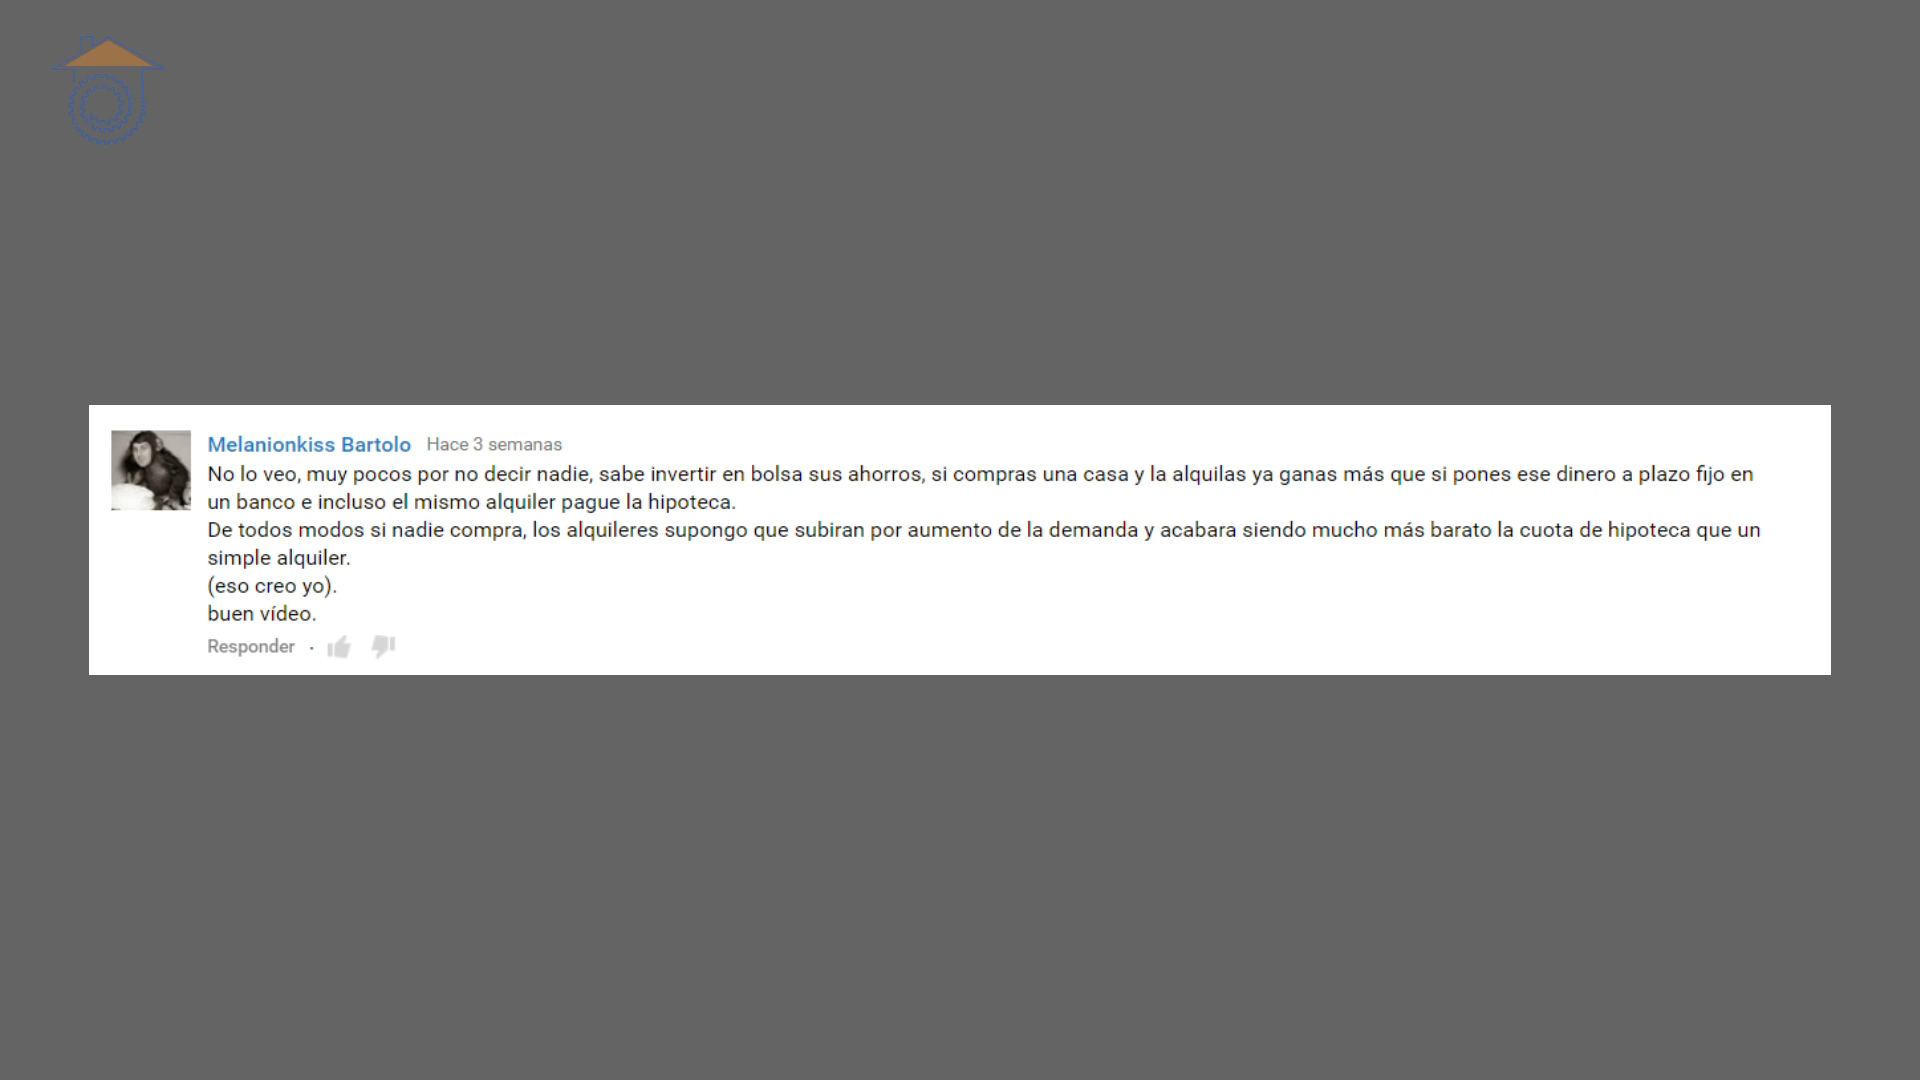 Melanionkiss Bartolo Hace 3 semanas
No lo veo, muy pocos por no decir nadie, sabe invertir en bolsa sus ahorros, si compras una casa y la alquilas ya ganas más que si pones ese dinero a plazo fijo en
un banco e incluso el mismo alquiler pague la hipoteca.
De todos modos si nadie compra, los alquileres supongo que subiran por aumento de la demanda y acabara siendo mucho más barato la cuota de hipoteca que un
simple alquiler.
(eso creo yo).
buen vídeo.
Responder ·